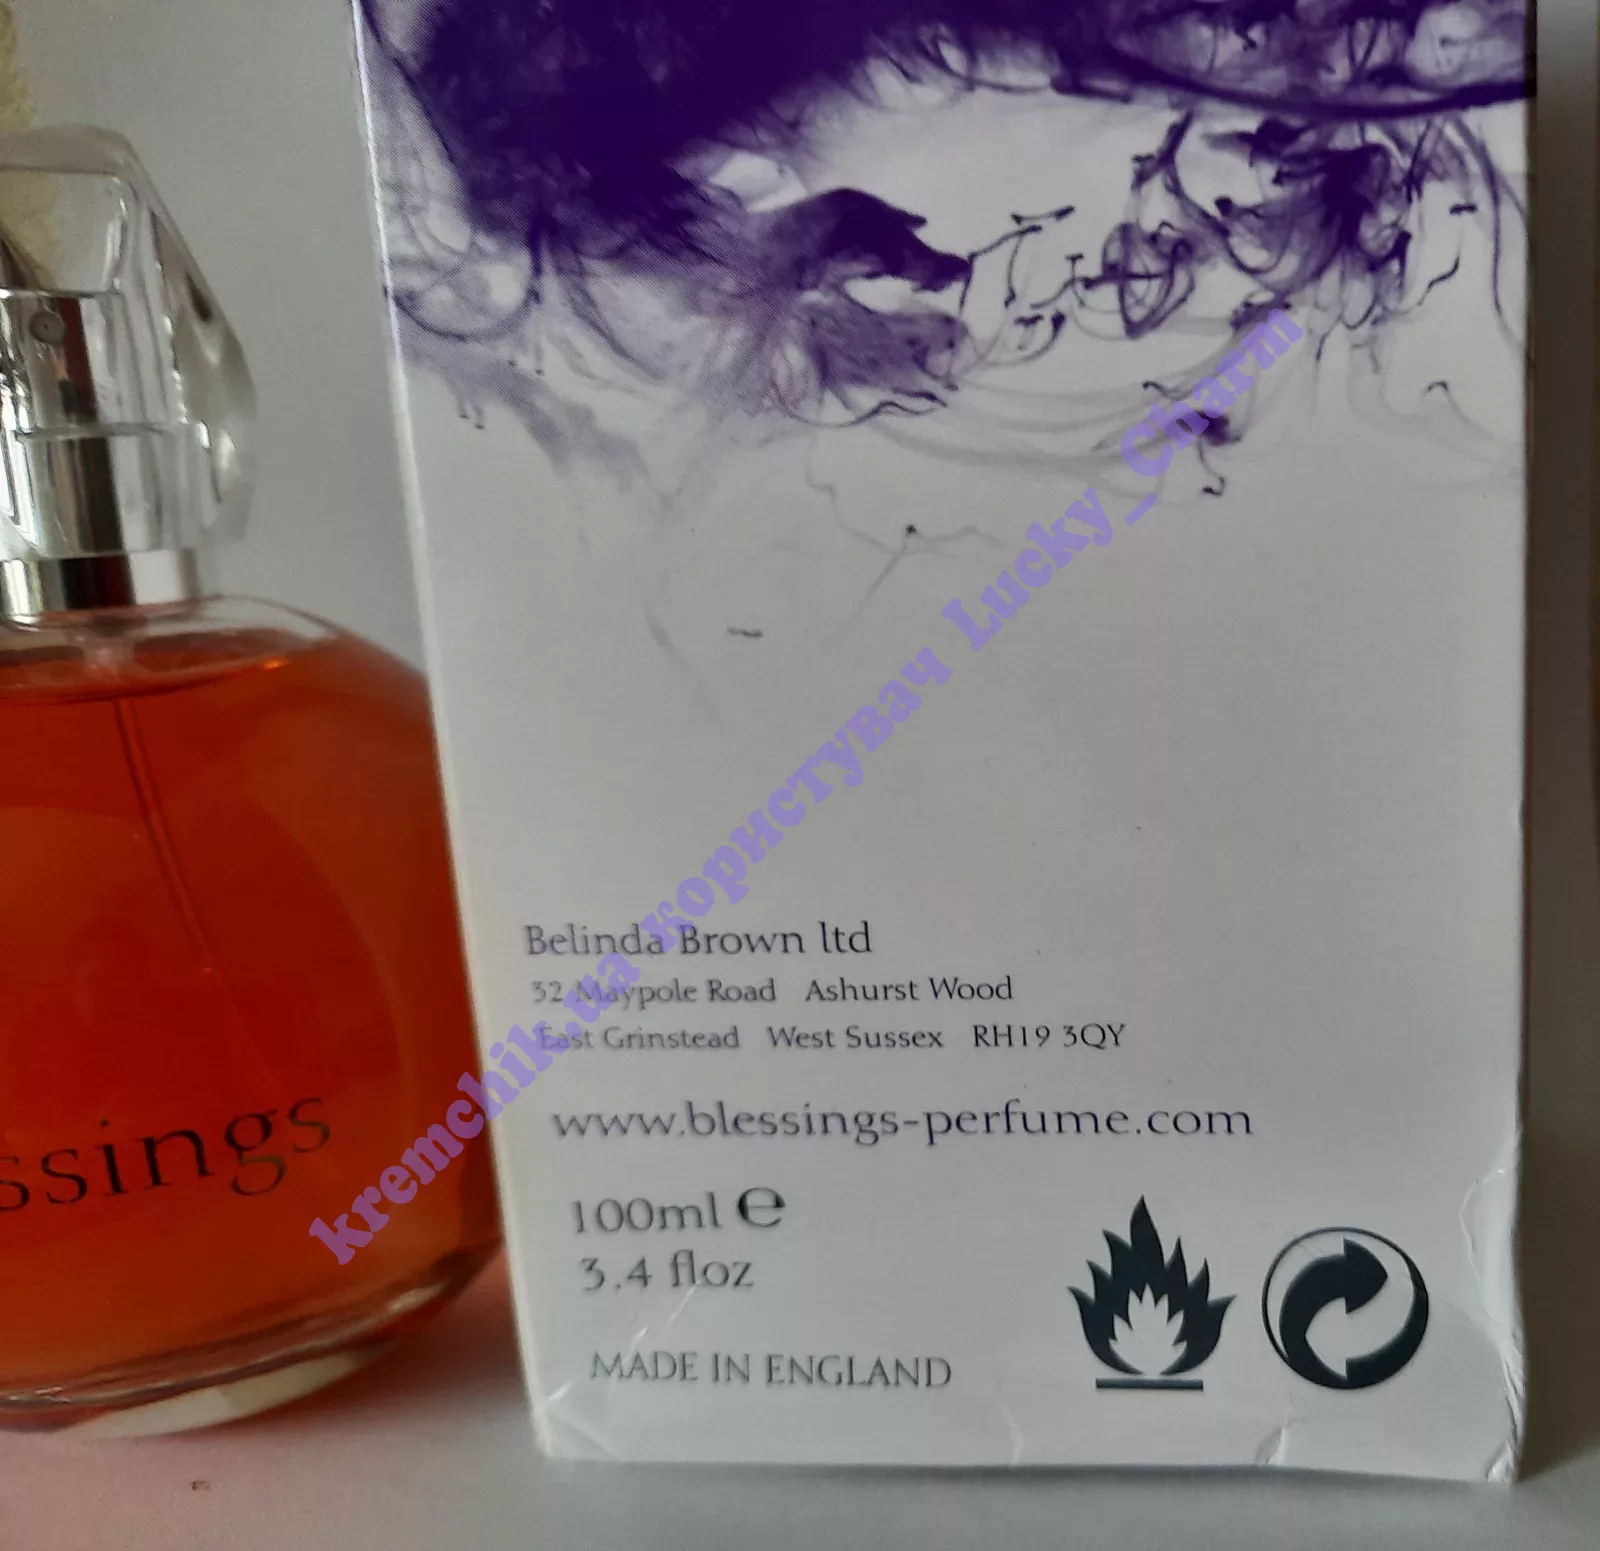 Belinda Brown ltd
32 Maypole Road Ashurst Wood
East Grinstead West Sussex RH19 3QY
www.blessings-perfume.com
100ml e
3.4 floz
MADE IN ENGLAND
ssings
kremchik.ua користувач Lucky_Charm